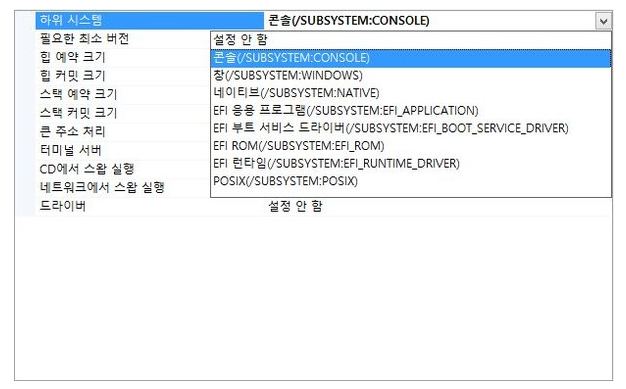 하위 시스템 콘솔(/SUBSYSTEM:CONSOLE)
필요한 최소 버전 설정 안 함
힙 예약 크기 콘솔(/SUBSYSTEM:CONSOLE)
힙 커밋 크기 창(/SUBSYSTEM:WINDOWS)
스택 예약 크기 네이티브(/SUBSYSTEM:NATIVE)
스택 커밋 크기 EFI 응용 프로그램(/SUBSYSTEM:EFI_APPLICATION)
큰 주소 처리 EFI 부트 서비스 드라이버(/SUBSYSTEM:EFI_BOOT_SERVICE_DRIVER)
터미널 서버 EFI ROM(/SUBSYSTEM:EFI_ROM)
CD에서 스왑 실행 EFI 런타임(/SUBSYSTEM:EFI_RUNTIME_DRIVER)
네트워크에서 스왑 실행 POSIX(/SUBSYSTEM:POSIX)
드라이버 설정 안 함